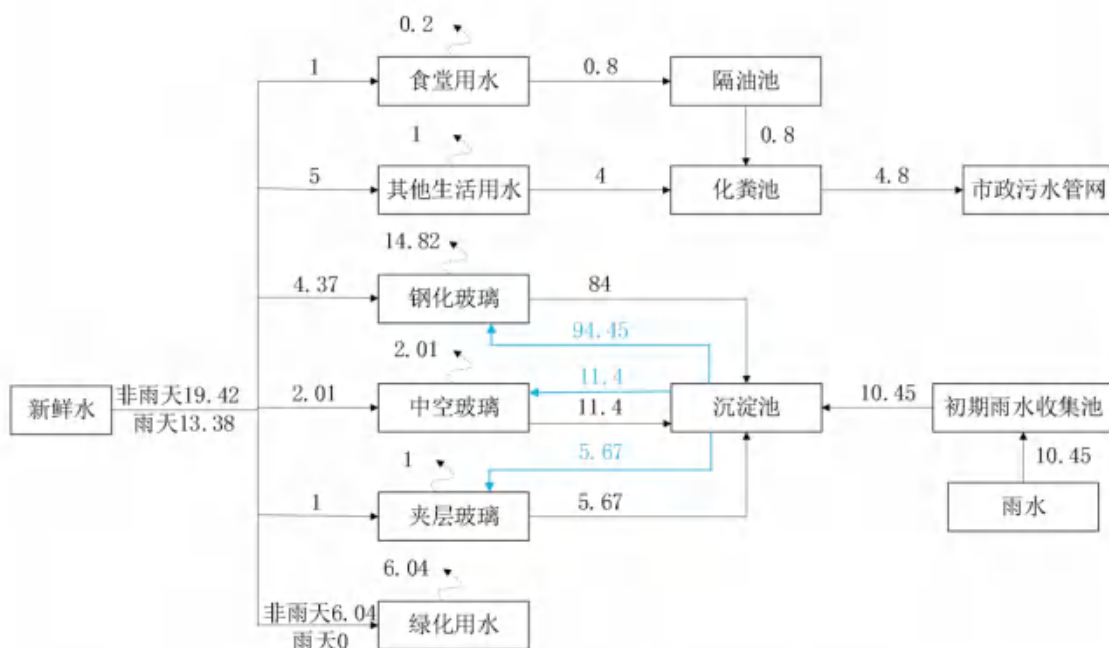 0.2
1
食堂用水
0.8
隔油池
0.8
1
5
其他生活用水
4
化粪池
4.8
市政污水管网
14.82
4.37
钢化玻璃
84
94.45
2.01
新鲜水
非雨天19.42
雨天13.38
2.01
中空玻璃
11.4
11.4
沉淀池
10.45
初期雨水收集池
10.45
雨水
1
1
夹层玻璃
5.67
5.67
6.04
非雨天6.04
雨天0
绿化用水